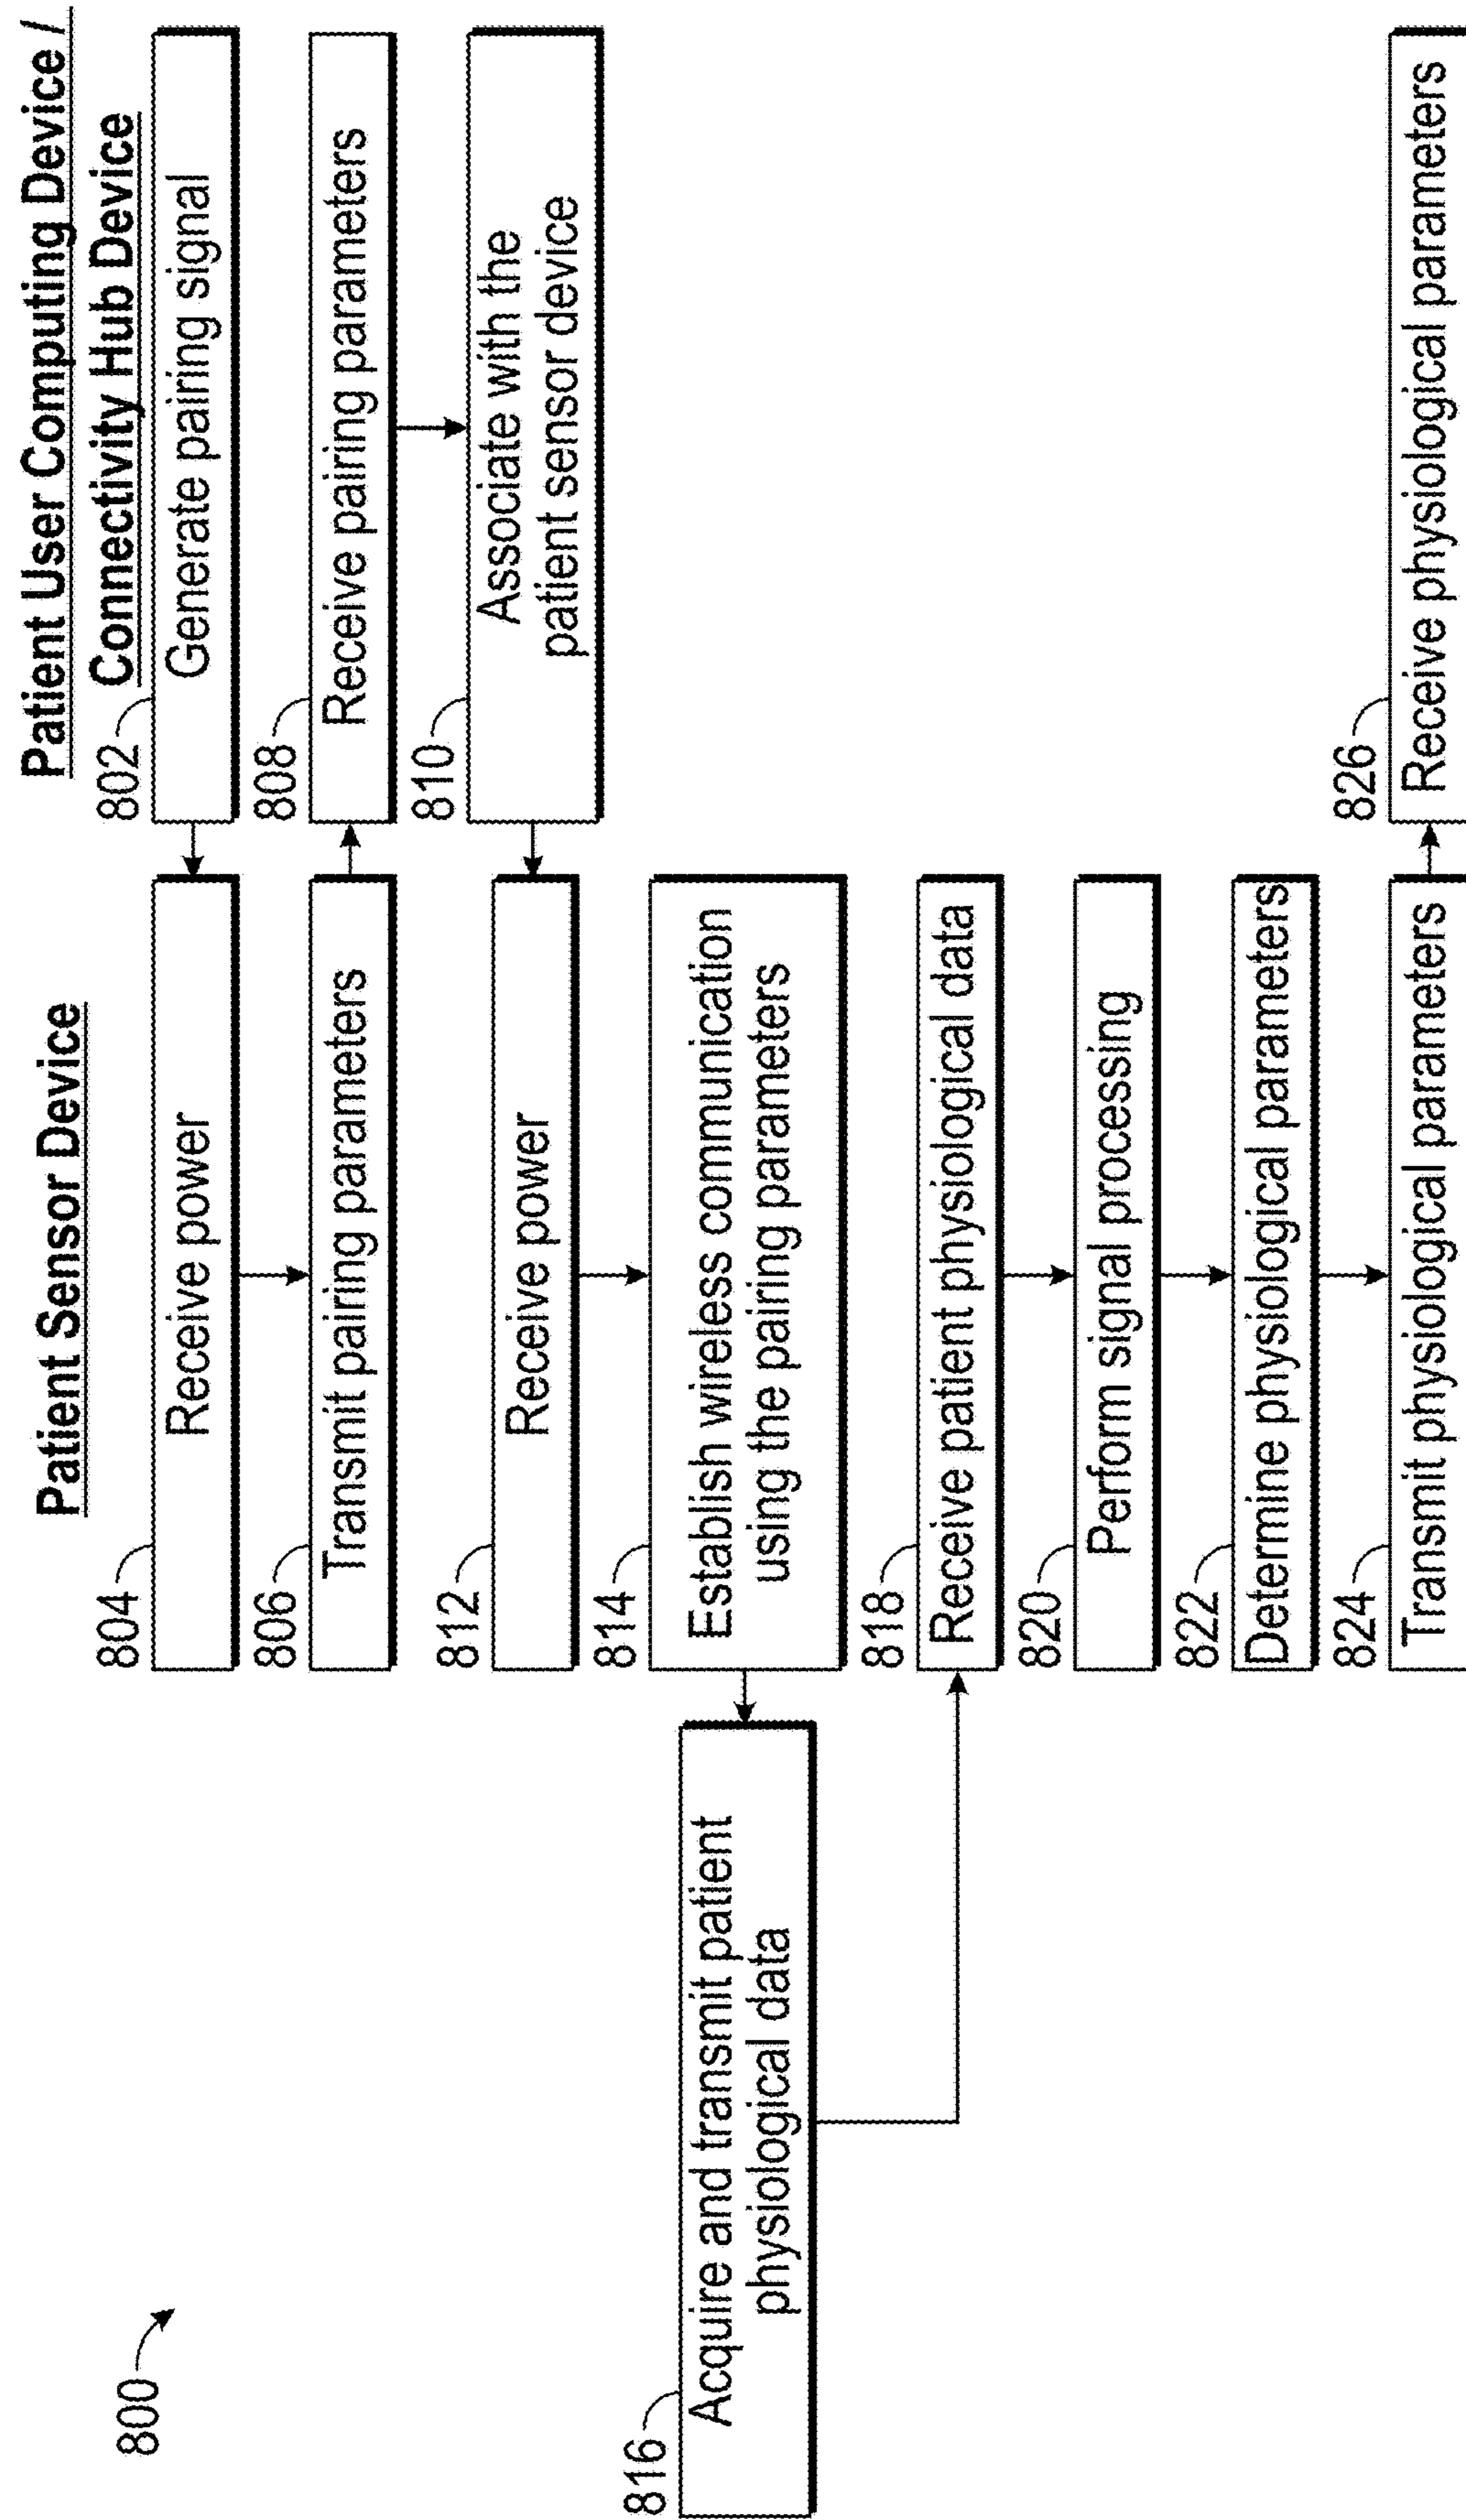 800
Patient Sensor Device
Patient User Computing Device /
Connectivity Hub Device
804
Receive power
802
Generate pairing signal
806
Transmit pairing parameters
808
Receive pairing parameters
810
Associate with the
patient sensor device
812
Receive power
814
Establish wireless communication
using the pairing parameters
816
Acquire and transmit patient
physiological data
818
Receive patient physiological data
820
Perform signal processing
822
Determine physiological parameters
824
Transmit physiological parameters
826
Receive physiological parameters